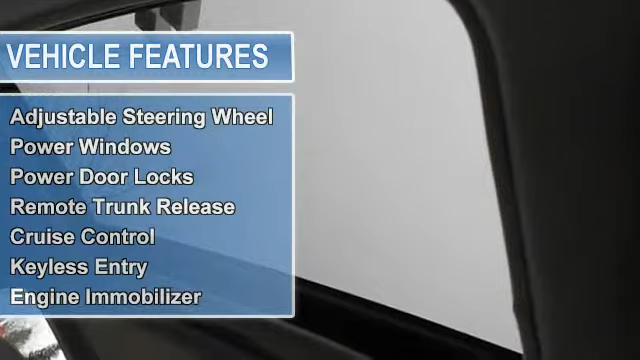 VEHICLE FEATURES
Adjustable Steering Wheel
Power Windows
Power Door Locks
Remote Trunk Release
Cruise Control
Keyless Entry
Engine Immobilizer